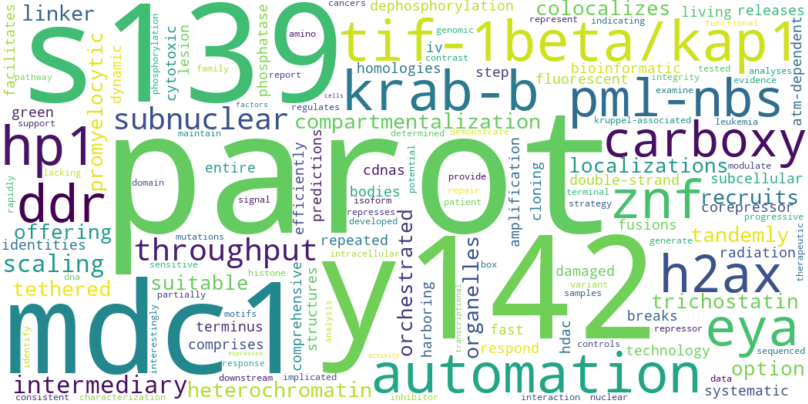 facilitates
linker
s139
promyelocytic
dynamic
phosphorylation
cytotoxic
lesion
phosphatase
family
factors
amino
report
regulates
cancers
dephosphorylation
represent
indicating
genomic
contrast
iv
colocalizes
living
releases
functional
tif-1beta/kap1
homologies
step
bioinformatic
fluorescent
tested
analyses
integrity
evidence
examine
atm-dependent
pathway
green
support
subnuclear
krab-b
pml-nbs
kruppel-associated
leukemia
compartmentalization
determined
demonstrate
modulate
hp1
maintain
cells
lacking
rapidly
domain
entire
signal
parot
efficiently
predictions
cdnas
bodies
isoform
represses
developed
potential
provide
repair
patient
amplification
cloning
carboxy
localizations
double-strand
terminal
strategy
subcellular
progressive
ddr
znf
recruits
corepressor
offering
identities
mutations
throughput
repeated
tandemly
fusions
generate
therapeutic
scaling
dna
sensitive
histone
suitable
intracellular
orchestrated
organelles
box
radiation
tethered
partially
comprehensive
structures
harboring
damaged
variant
samples
h2ax
mdc1
y142
trichostatin
breaks
repressor
eya
identify
interestingly
motifs
terminus
response
comprises
analysis
transcriptional
fast
respond
hdac
controls
technology
sequenced
option
intermediary
downstream
implicated
expressed
heterochromatin
activity
inhibitor
automation
data
systematic
consistent
characterization
interaction
nuclear